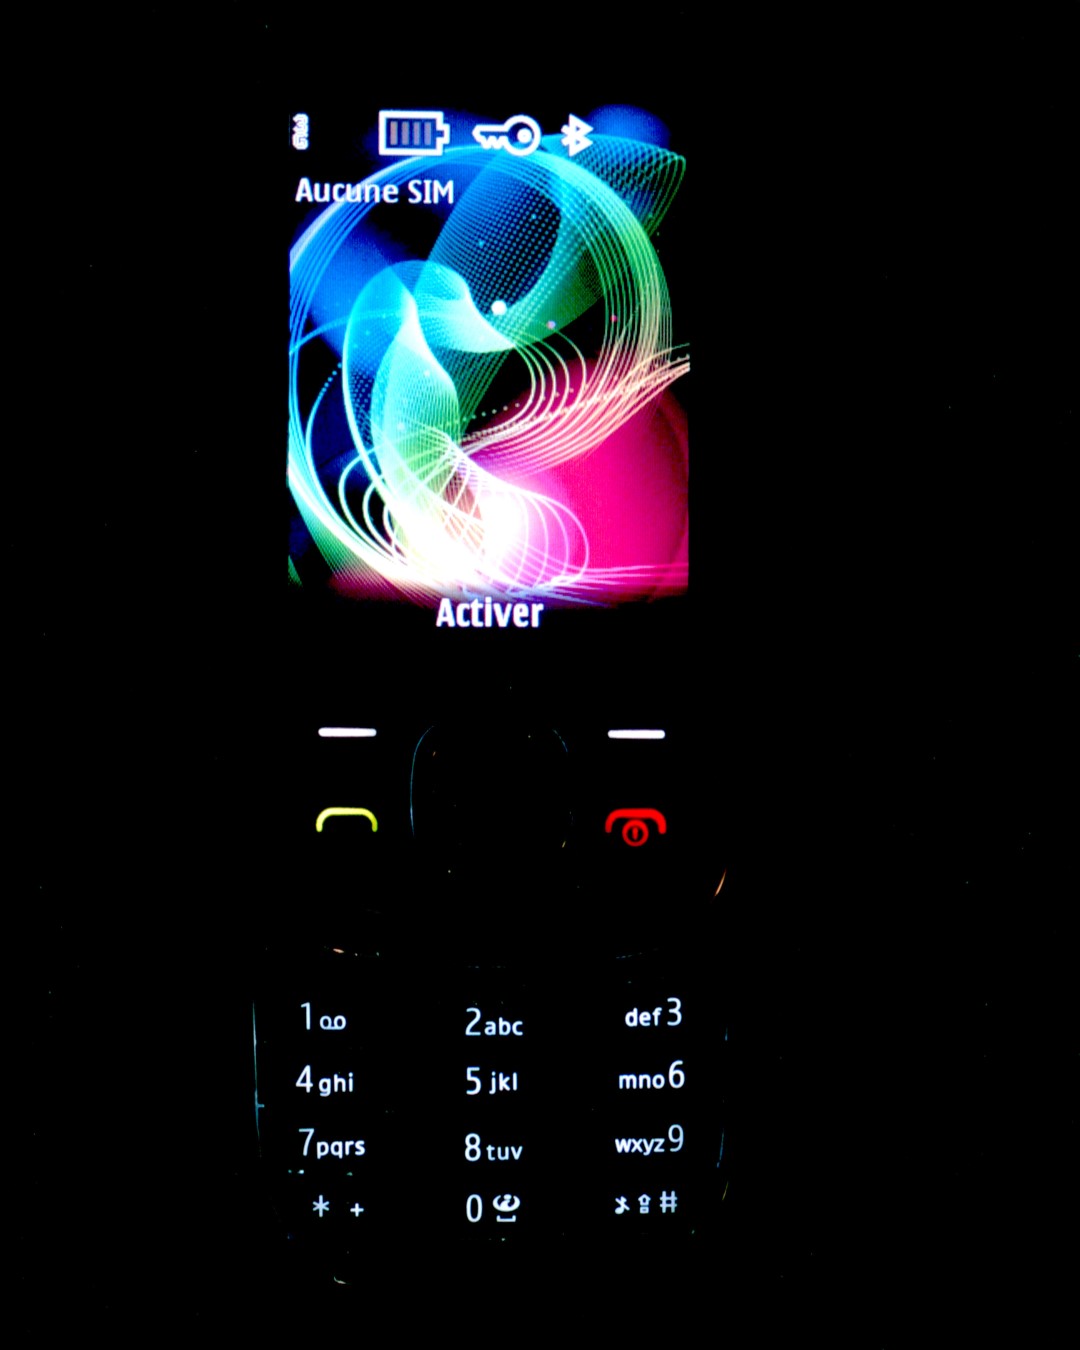 Aucune SIM
Activer
1 2abc def3
4ghi 5jkl mno6
7pqrs 8tuv wxyz9
* + 0 #